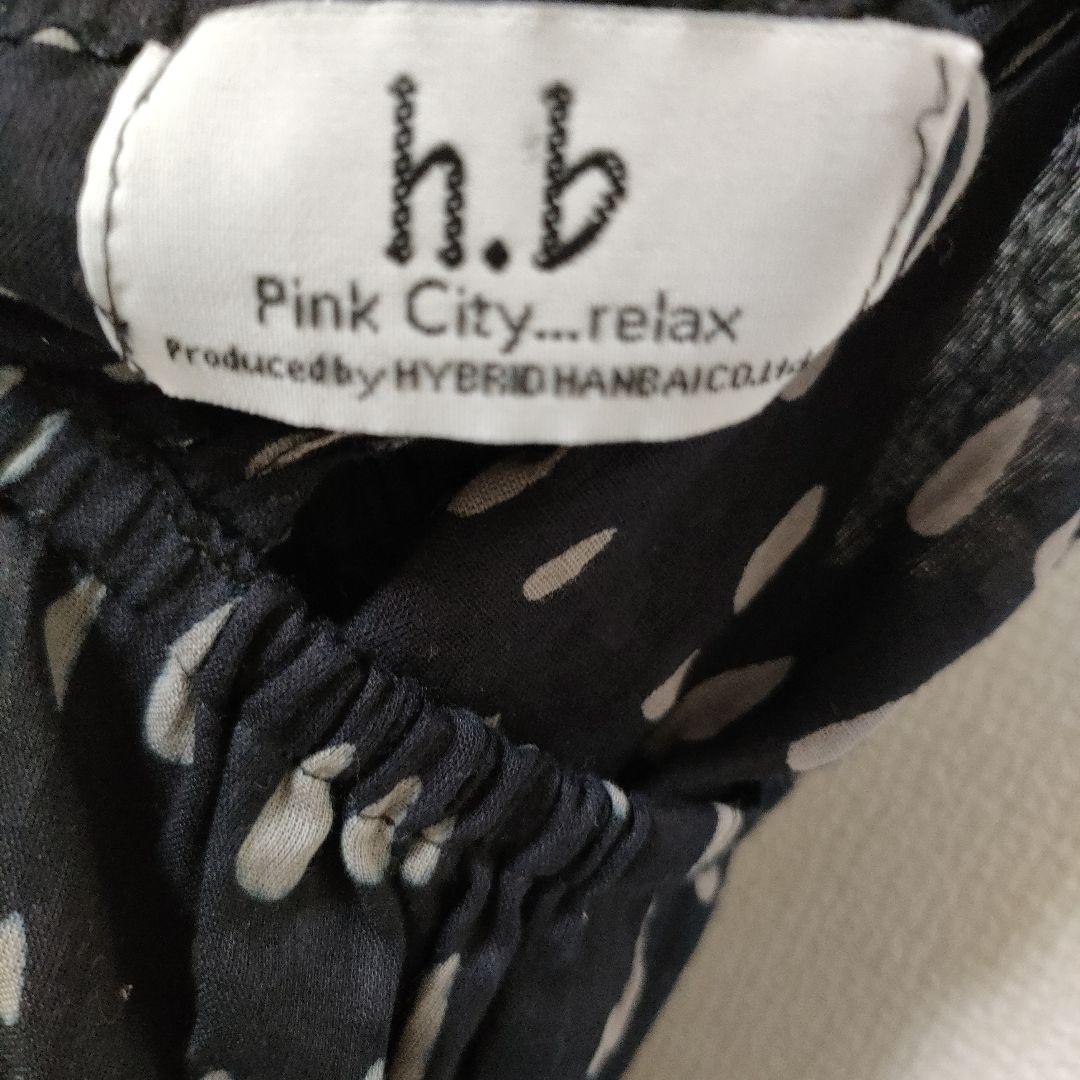 h.b
Pink City...relax
Produced by HYBRID HANBAI CO.Ltd